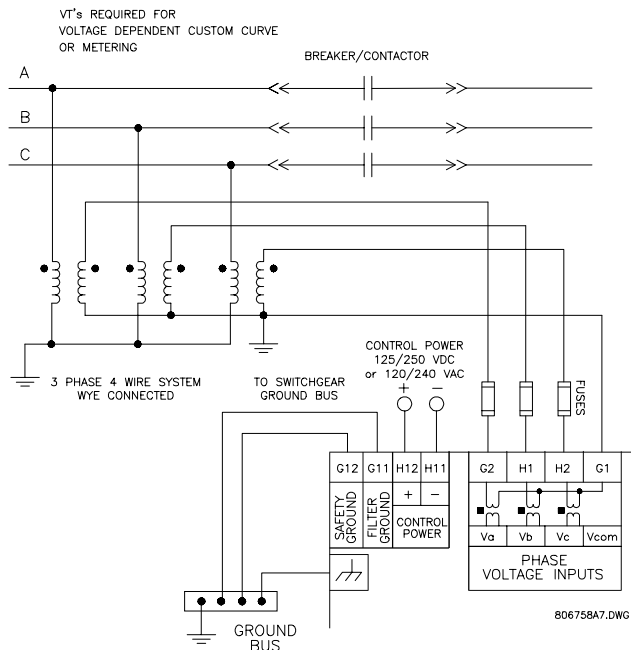 VT's REQUIRED FOR
VOLTAGE DEPENDENT CUSTOM CURVE
OR METERING
BREAKER/CONTACTOR
A
B
C
CONTROL POWER
125/250 VDC
or 120/240 VAC
+ −
3 PHASE 4 WIRE SYSTEM
WYE CONNECTED
TO SWITCHGEAR
GROUND BUS
FUSES
G12 G11 H12 H11
SAFETY
GROUND
FILTER
GROUND
+ −
CONTROL
POWER
G2 H1 H2 G1
Va Vb Vc Vcom
PHASE
VOLTAGE INPUTS
GROUND
BUS
806758A7.DWG